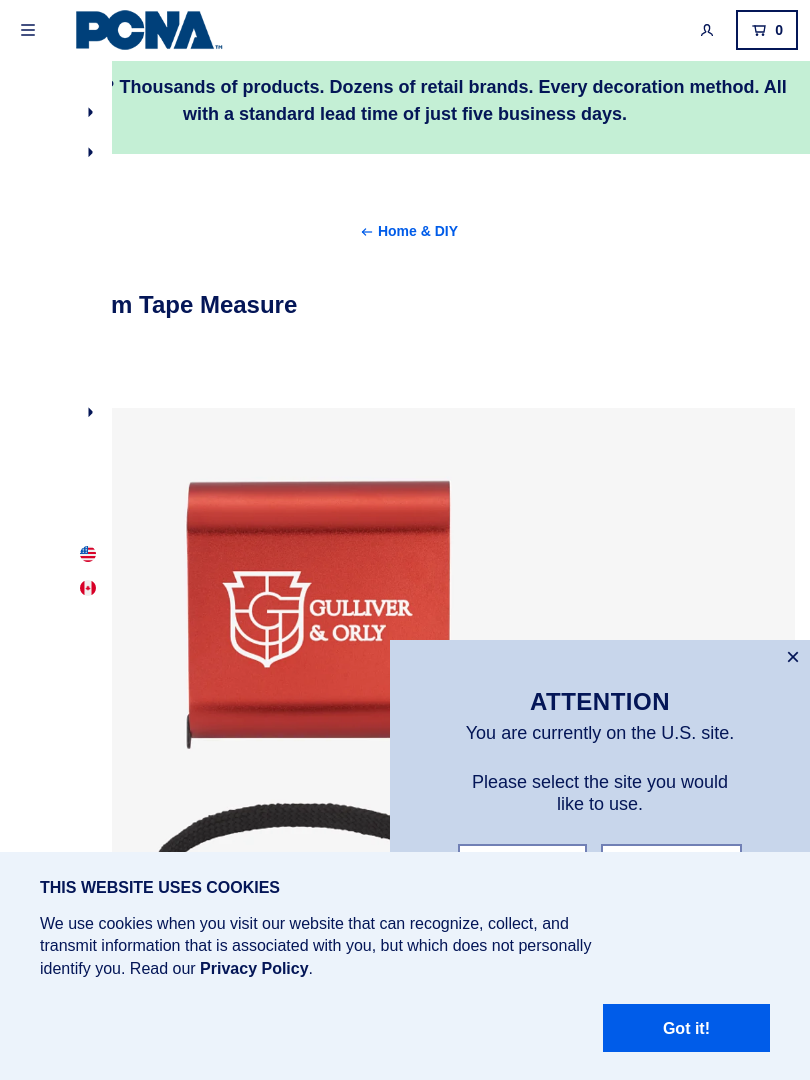 PCNA™
0
Thousands of products. Dozens of retail brands. Every decoration method. All
with a standard lead time of just five business days.
Home & DIY
m Tape Measure
GULLIVER
& ORLY
ATTENTION
You are currently on the U.S. site.
Please select the site you would
like to use.
THIS WEBSITE USES COOKIES
We use cookies when you visit our website that can recognize, collect, and
transmit information that is associated with you, but which does not personally
identify you. Read our Privacy Policy.
Got it!